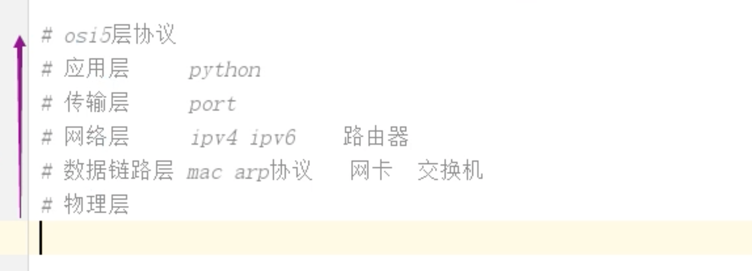 # osi5层协议
# 应用层 python
# 传输层 port
# 网络层 ipv4 ipv6 路由器
# 数据链路层 mac arp协议 网卡 交换机
# 物理层